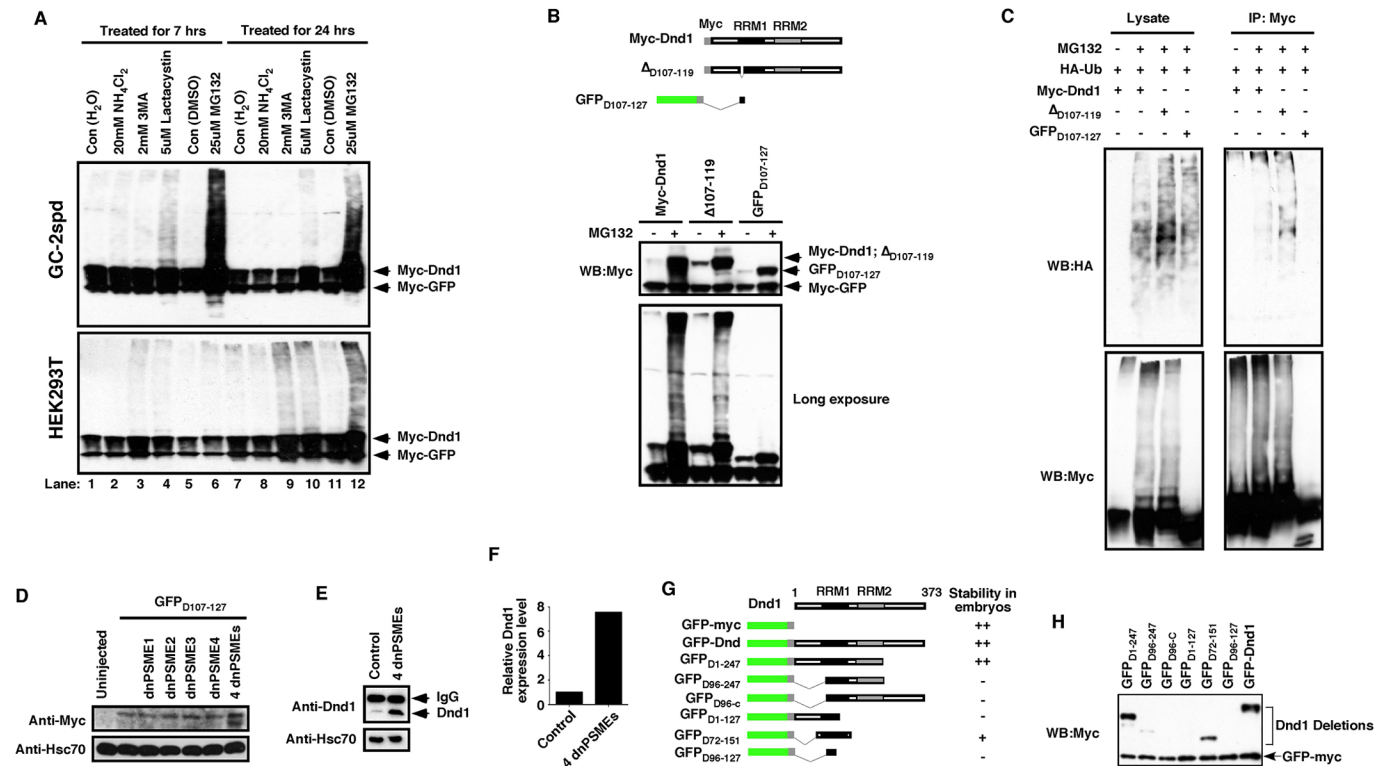 A
Treated for 7 hrs
Treated for 24 hrs
Con (H2O)
20mM NH4Cl2
2mM 3MA
5uM Lactacystin
Con (DMSO)
25uM MG132
Con (H2O)
20mM NH4Cl2
2mM 3MA
5uM Lactacystin
Con (DMSO)
25uM MG132
GC-2spd
Myc-Dnd1
Myc-GFP
HEK293T
Myc-Dnd1
Myc-GFP
Lane: 1 2 3 4 5 6 7 8 9 10 11 12
B
Myc RRM1 RRM2
Myc-Dnd1
ΔD107-119
GFPD107-127
Myc-Dnd1
Δ107-119
GFPD107-127
MG132 - + - + - +
WB:Myc
Myc-Dnd1; ΔD107-119
GFPD107-127
Myc-GFP
Long exposure
C
Lysate
IP: Myc
MG132 - + + + - + + +
HA-Ub + + + + + + + +
Myc-Dnd1 + + - - + + - -
ΔD107-119 - - + - - - + -
GFPD107-127 - - - + - - - +
WB:HA
WB:Myc
D
GFPD107-127
Uninjected
dnPSME1
dnPSME2
dnPSME3
dnPSME4
4 dnPSMEs
Anti-Myc
Anti-Hsc70
E
Control
4 dnPSMEs
Anti-Dnd1
IgG
Dnd1
Anti-Hsc70
F
Relative Dnd1
expression level
8
6
4
2
0
Control
4 dnPSMEs
G
1 RRM1 RRM2 373
Stability in
embroys
Dnd1
GFP-myc ++
GFP-Dnd ++
GFPD1-247 ++
GFPD96-247 -
GFPD96-c -
GFPD1-127 -
GFPD72-151 +
GFPD96-127 -
H
GFPD1-247
GFPD96-247
GFPD96-C
GFPD1-127
GFPD72-151
GFPD96-127
GFP-Dnd1
WB:Myc
Dnd1 Deletions
GFP-myc